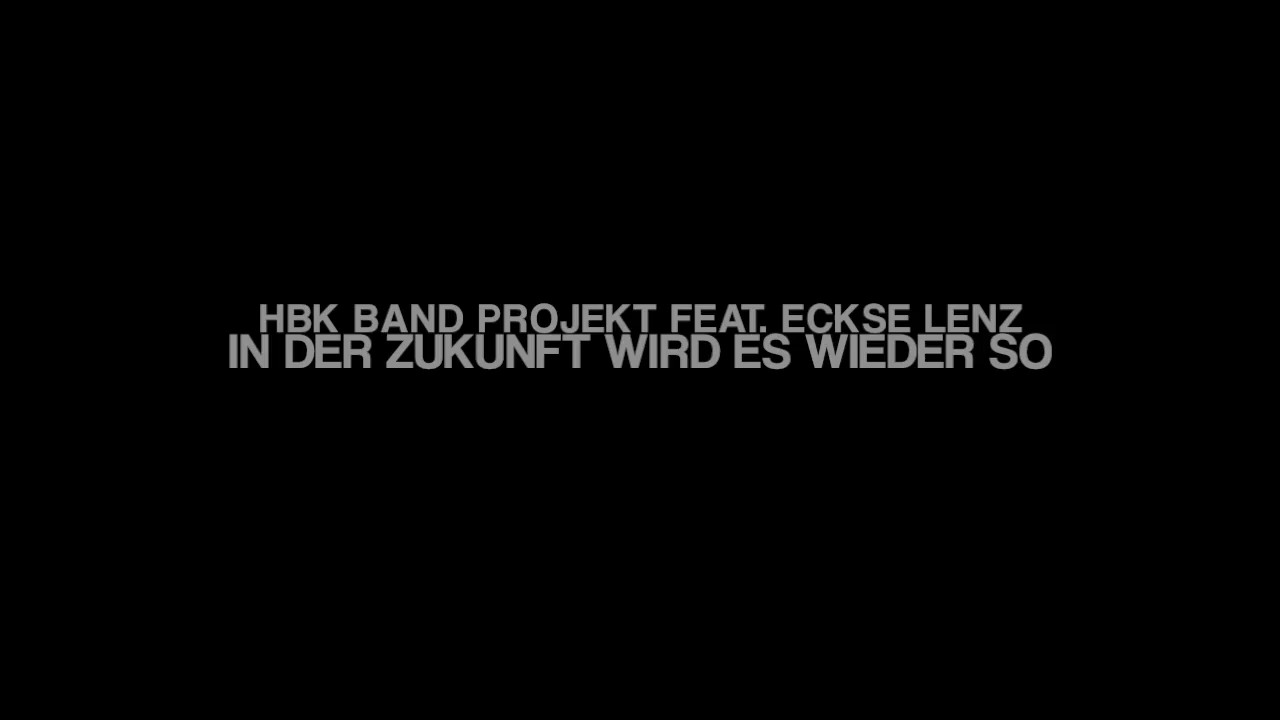 HBK BAND PROJEKT FEAT. ECKSE LENZ
IN DER ZUKUNFT WIRD ES WIEDER SO